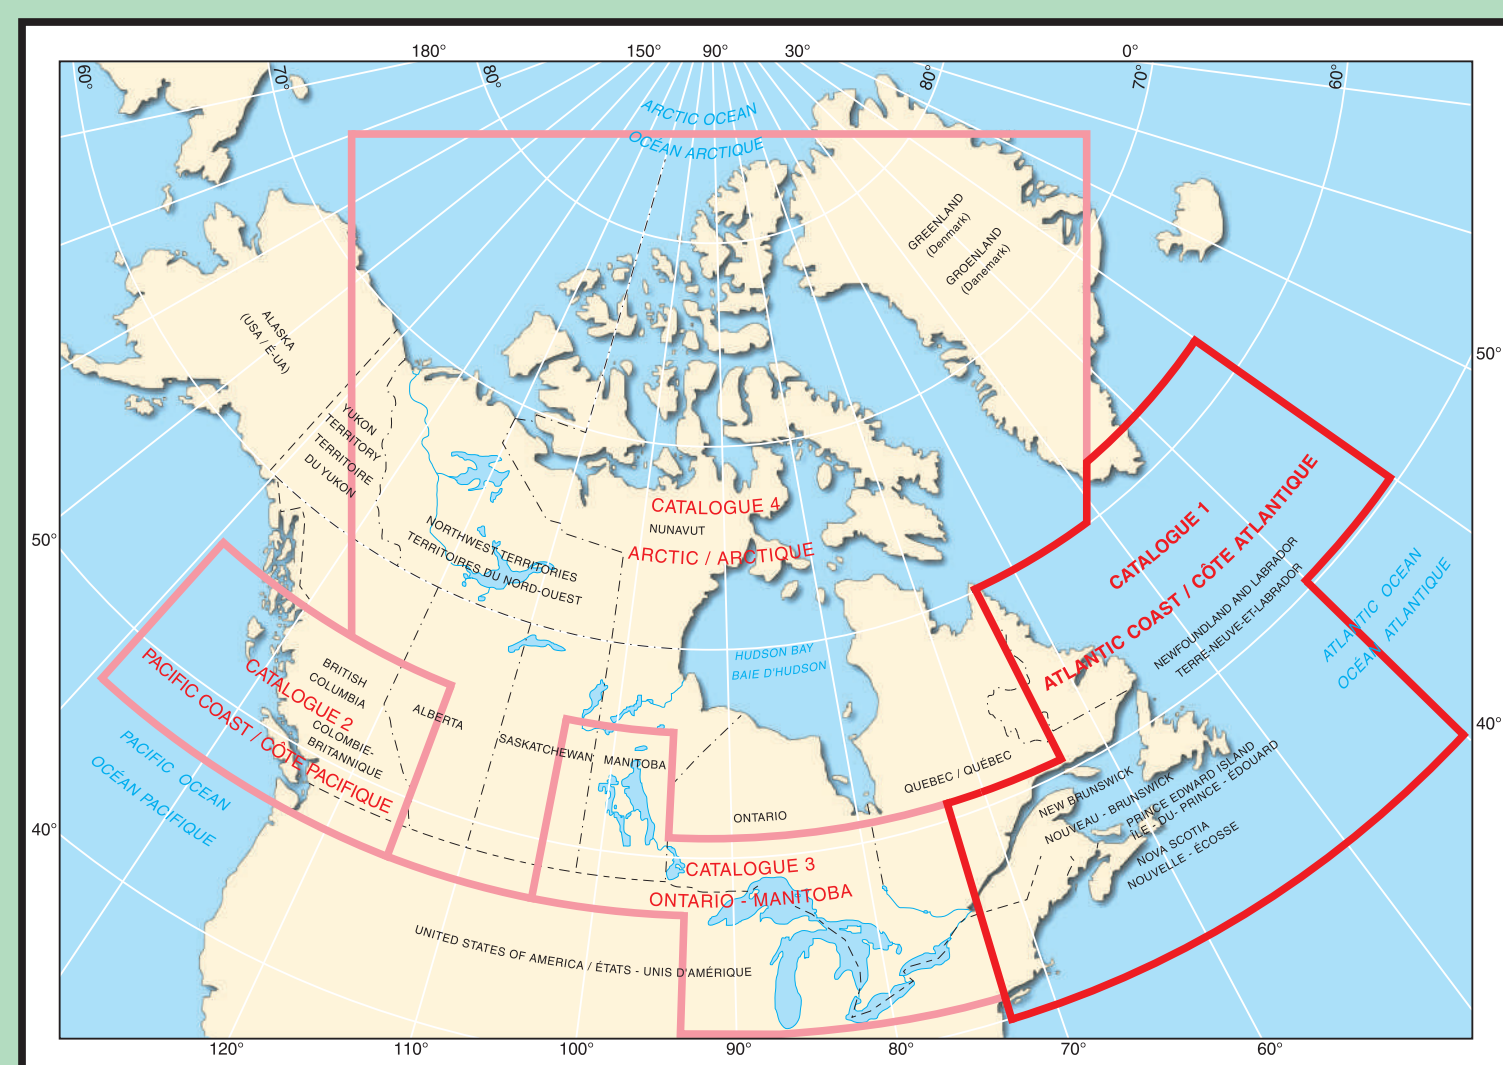 180°
150°
90°
30°
0°
60°
70°
80°
80°
70°
60°
ARCTIC OCEAN
OCÉAN ARCTIQUE
GREENLAND
(Denmark)
GROENLAND
(Danemark)
ALASKA
(USA / É-UA)
50°
YUKON
TERRITORY
TERRITOIRE
DU YUKON
CATALOGUE 4
NUNAVUT
ARCTIC / ARCTIQUE
NORTHWEST TERRITORIES
TERRITOIRES DU NORD-OUEST
CATALOGUE 1
ATLANTIC COAST / CÔTE ATLANTIQUE
NEWFOUNDLAND AND LABRADOR
TERRE-NEUVE-ET-LABRADOR
ATLANTIC OCEAN
OCÉAN ATLANTIQUE
50°
HUDSON BAY
BAIE D'HUDSON
BRITISH
COLUMBIA
COLOMBIE-
BRITANNIQUE
CATALOGUE 2
PACIFIC COAST / CÔTE PACIFIQUE
PACIFIC OCEAN
OCÉAN PACIFIQUE
ALBERTA
SASKATCHEWAN
MANITOBA
ONTARIO
QUEBEC / QUÉBEC
40°
NEW BRUNSWICK
NOUVEAU - BRUNSWICK
PRINCE EDWARD ISLAND
ÎLE - DU - PRINCE - ÉDOUARD
NOVA SCOTIA
NOUVELLE - ÉCOSSE
40°
CATALOGUE 3
ONTARIO - MANITOBA
UNITED STATES OF AMERICA / ÉTATS - UNIS D'AMÉRIQUE
120°
110°
100°
90°
80°
70°
60°